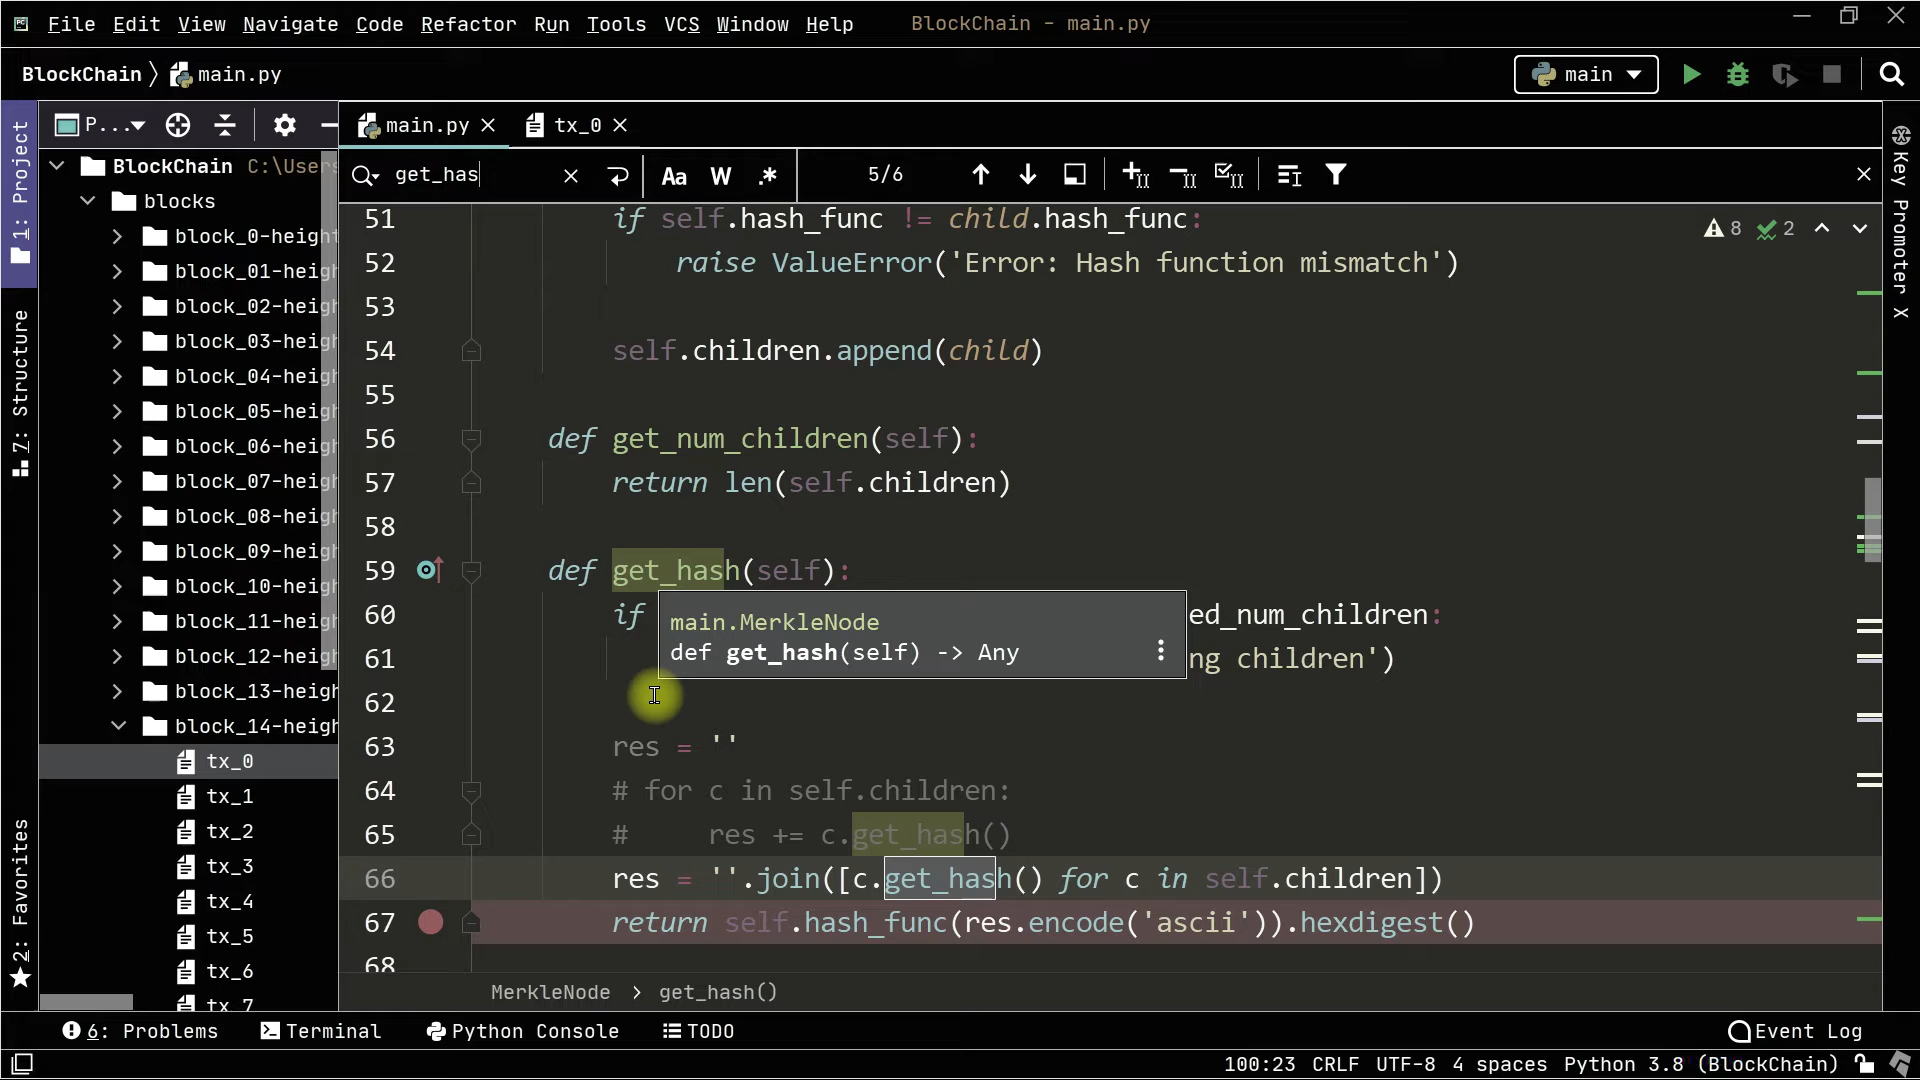 File Edit View Navigate Code Refactor Run Tools VCS Window Help BlockChain - main.py
BlockChain main.py main
P... main.py tx_0
1: Project
7: Structure
2: Favorites
BlockChain C:\Users
blocks
block_0-height
block_01-heigh
block_02-heigh
block_03-heigh
block_04-heigh
block_05-heigh
block_06-heigh
block_07-heigh
block_08-heigh
block_09-heigh
block_10-heigh
block_11-heigh
block_12-heigh
block_13-heigh
block_14-heigh
tx_0
tx_1
tx_2
tx_3
tx_4
tx_5
tx_6
tx_7
get_has Aa W .* 5/6
8 2
51 if self.hash_func != child.hash_func:
52 raise ValueError('Error: Hash function mismatch')
53
54 self.children.append(child)
55
56 def get_num_children(self):
57 return len(self.children)
58
59 def get_hash(self):
60 if ed_num_children:
61 ng children')
main.MerkleNode
def get_hash(self) -> Any
62
63 res = ''
64 # for c in self.children:
65 # res += c.get_hash()
66 res = ''.join([c.get_hash() for c in self.children])
67 return self.hash_func(res.encode('ascii')).hexdigest()
68
MerkleNode > get_hash()
Key Promoter X
6: Problems Terminal Python Console TODO Event Log
100:23 CRLF UTF-8 4 spaces Python 3.8 (BlockChain)